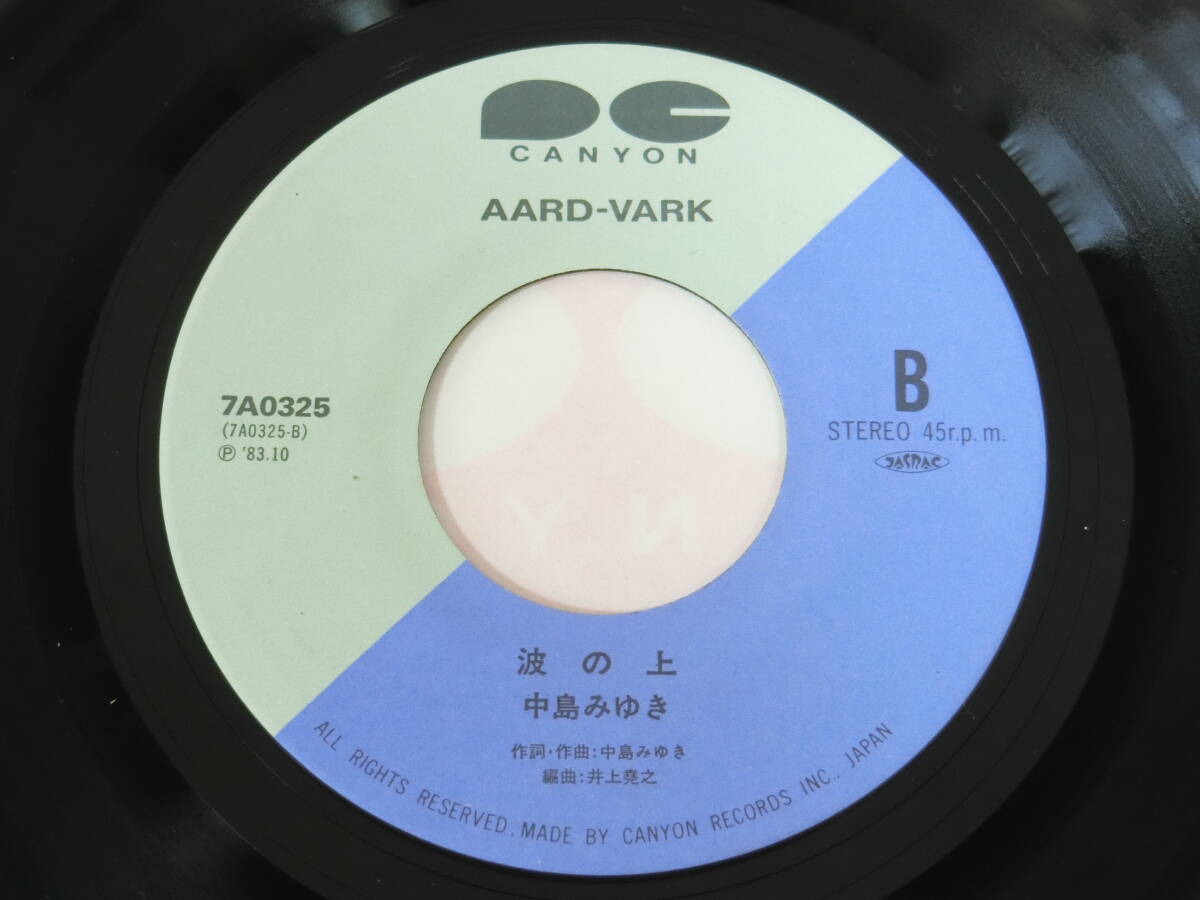 CANYON
AARD-VARK
7A0325
(7A0325-B)
Ⓟ '83.10
B
STEREO 45r.p.m.
JASRAC
波の上
中島みゆき
作詞・作曲:中島みゆき
編曲:井上堯之
ALL RIGHTS RESERVED. MADE BY CANYON RECORDS INC., JAPAN